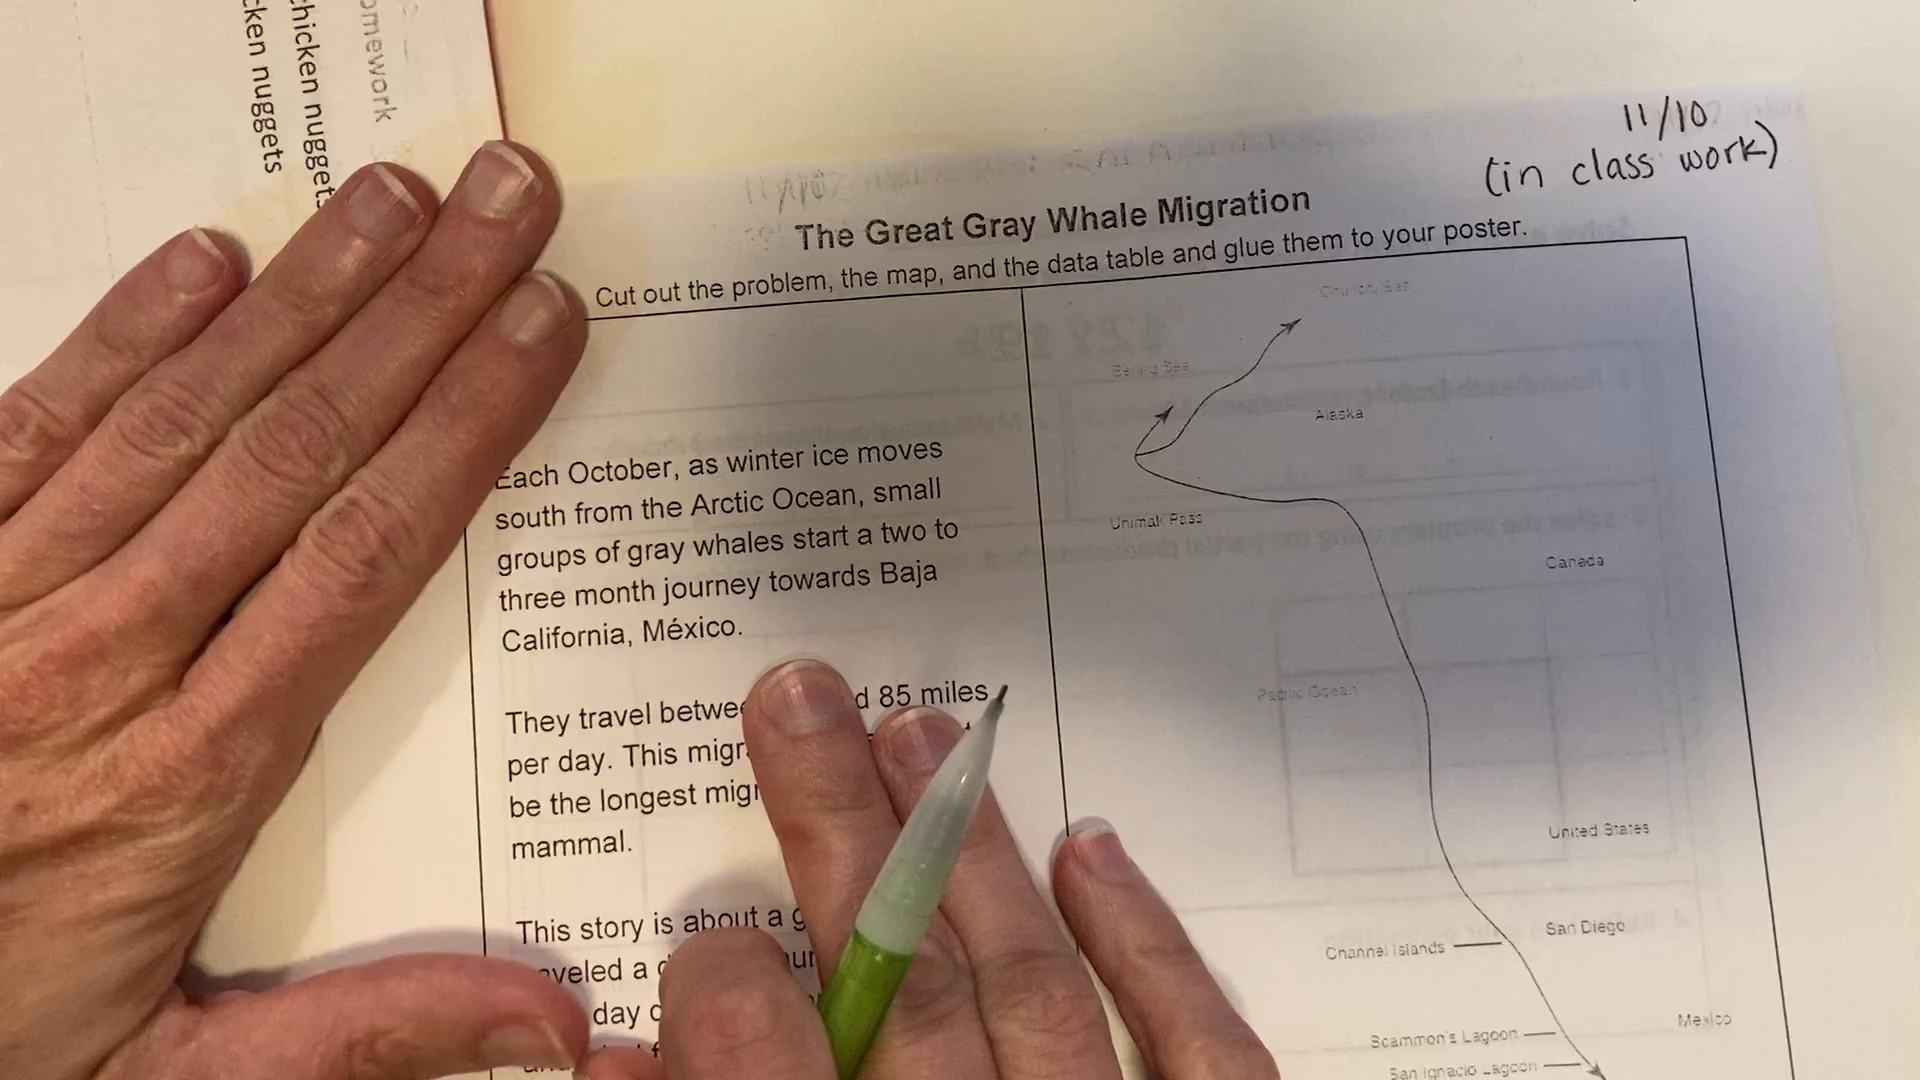 omework
chicken nuggets
cken nuggets
11/10
(in class work)
The Great Gray Whale Migration
Cut out the problem, the map, and the data table and glue them to your poster.
Each October, as winter ice moves
south from the Arctic Ocean, small
groups of gray whales start a two to
three month journey towards Baja
California, México.
They travel betwee d 85 miles
per day. This migr
be the longest migr
mammal.
This story is about a g
aveled a d
day
Bering Sea
Alaska
Unimak Pass
Canada
Pacific Ocean
United States
San Diego
Channel Islands
Mexico
Scammon's Lagoon
San Ignacio Lagoon